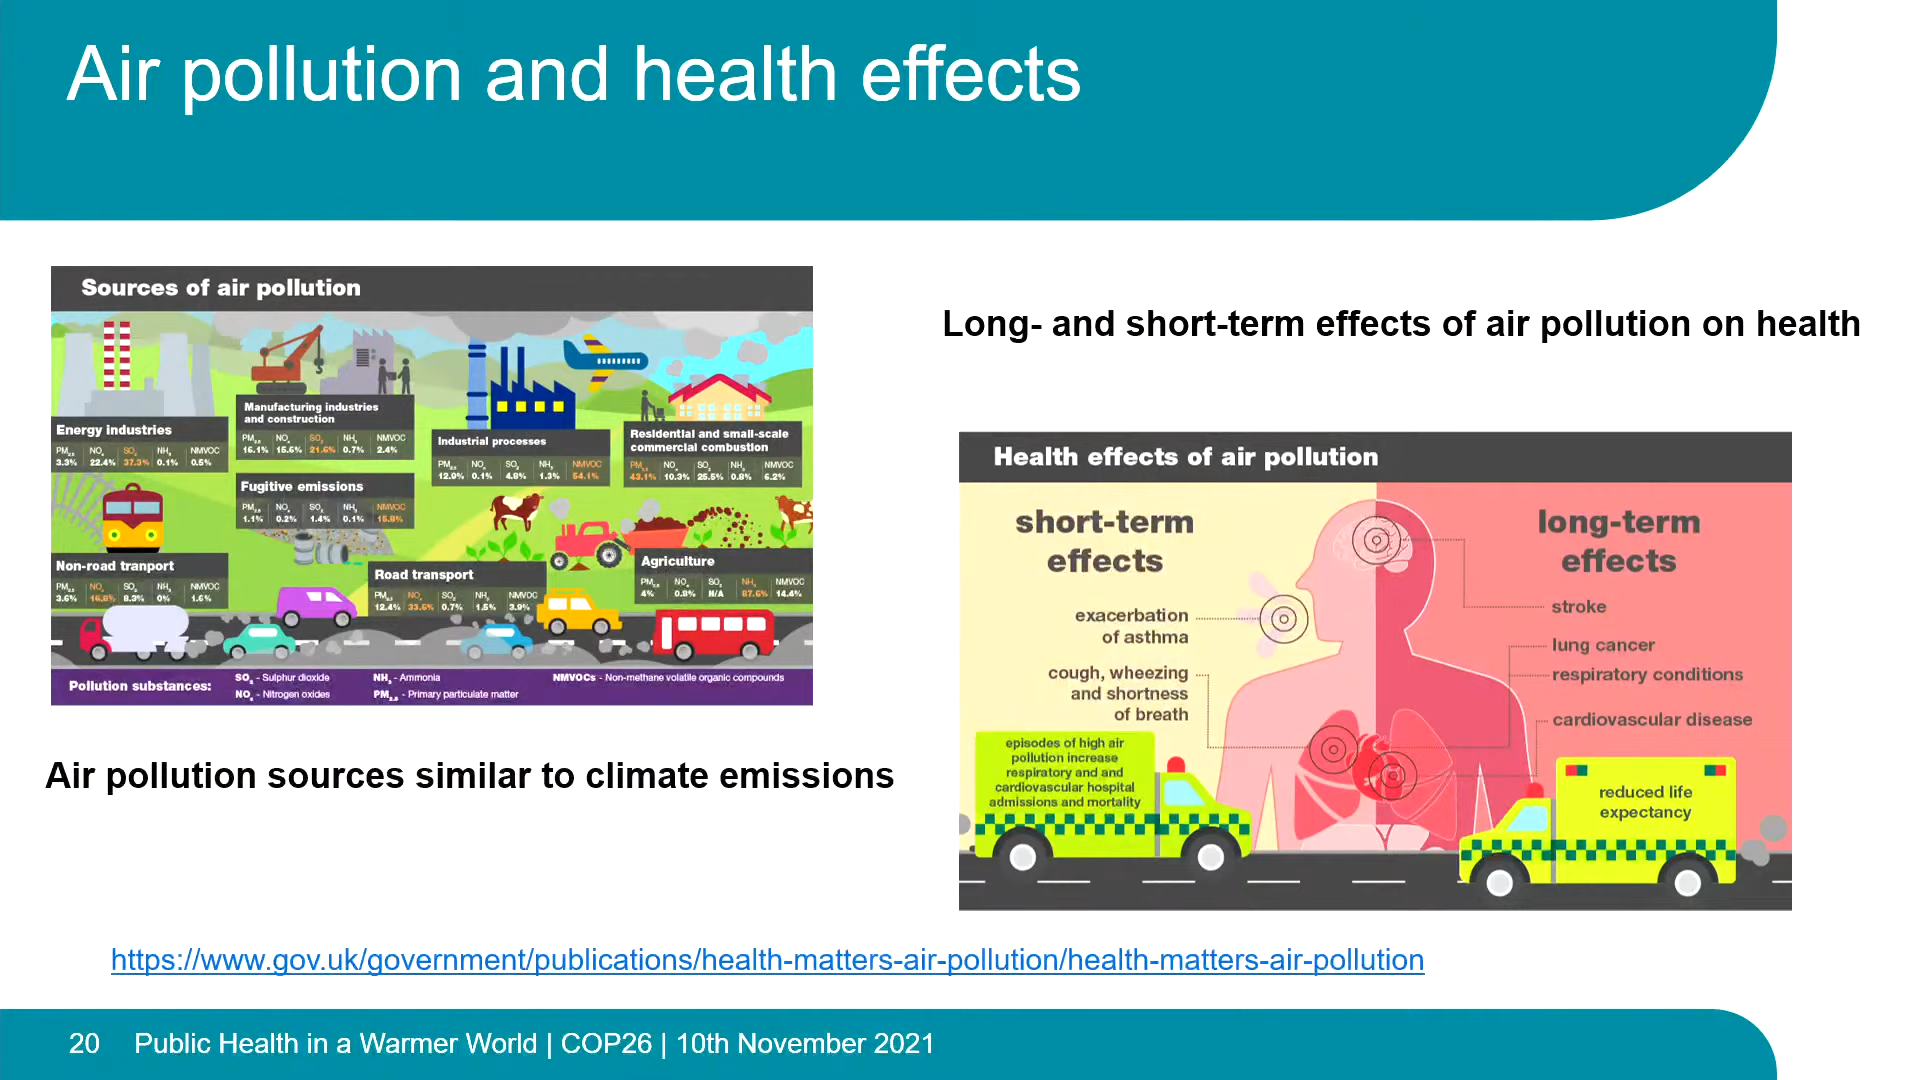 Air pollution and health effects
Sources of air pollution
Energy industries
PM2.5 NOx SO2 NH3 NMVOC
3.3% 22.4% 37.3% 0.1% 0.5%
Manufacturing industries
and construction
PM2.5 NOx SO2 NH3 NMVOC
16.1% 15.6% 21.6% 0.7% 2.4%
Industrial processes
PM2.5 NOx SO2 NH3 NMVOC
12.9% 0.1% 4.8% 1.3% 54.1%
Residential and small-scale
commercial combustion
PM2.5 NOx SO2 NH3 NMVOC
43.1% 10.3% 25.5% 0.8% 6.2%
Fugitive emissions
PM2.5 NOx SOx NH3 NMVOC
1.1% 0.2% 1.4% 0.1% 15.8%
Non-road tranport
PM2.5 NOx SO2 NH3 NMVOC
3.6% 16.8% 8.3% 0% 1.6%
Road transport
PM2.5 NOx SO2 NH3 NMVOC
12.4% 33.6% 0.7% 1.5% 3.9%
Agriculture
PM2.5 NOx SO2 NH3 NMVOC
4% 0.8% N/A 87.6% 14.4%
Pollution substances:
SOx - Sulphur dioxide
NOx - Nitrogen oxides
NH3 - Ammonia
PM2.5 - Primary particulate matter
NMVOCs - Non-methane volatile organic compounds
Air pollution sources similar to climate emissions
Long- and short-term effects of air pollution on health
Health effects of air pollution
short-term
effects
exacerbation
of asthma
cough, wheezing
and shortness
of breath
episodes of high air
pollution increase
respiratory and and
cardiovascular hospital
admissions and mortality
long-term
effects
stroke
lung cancer
respiratory conditions
cardiovascular disease
reduced life
expectancy
https://www.gov.uk/government/publications/health-matters-air-pollution/health-matters-air-pollution
20 Public Health in a Warmer World | COP26 | 10th November 2021